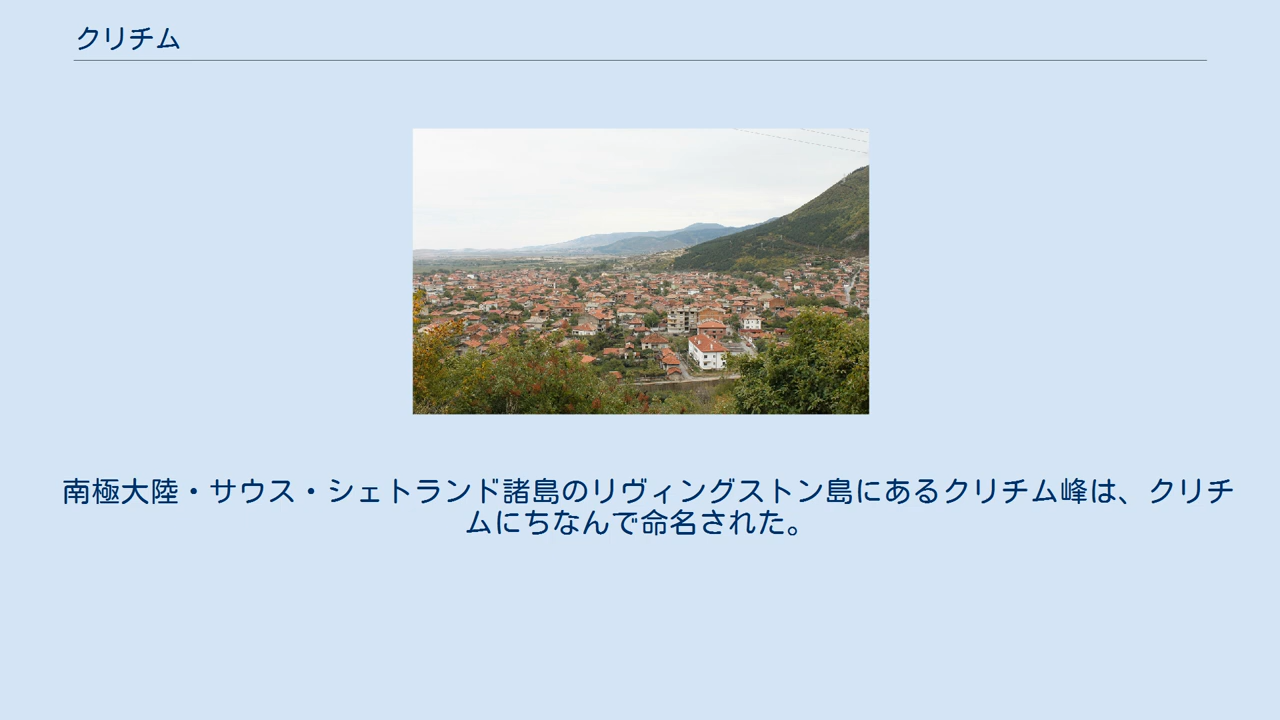 クリチム
南極大陸・サウス・シェトランド諸島のリヴィングストン島にあるクリチム峰は、クリチ
ムにちなんで命名された。